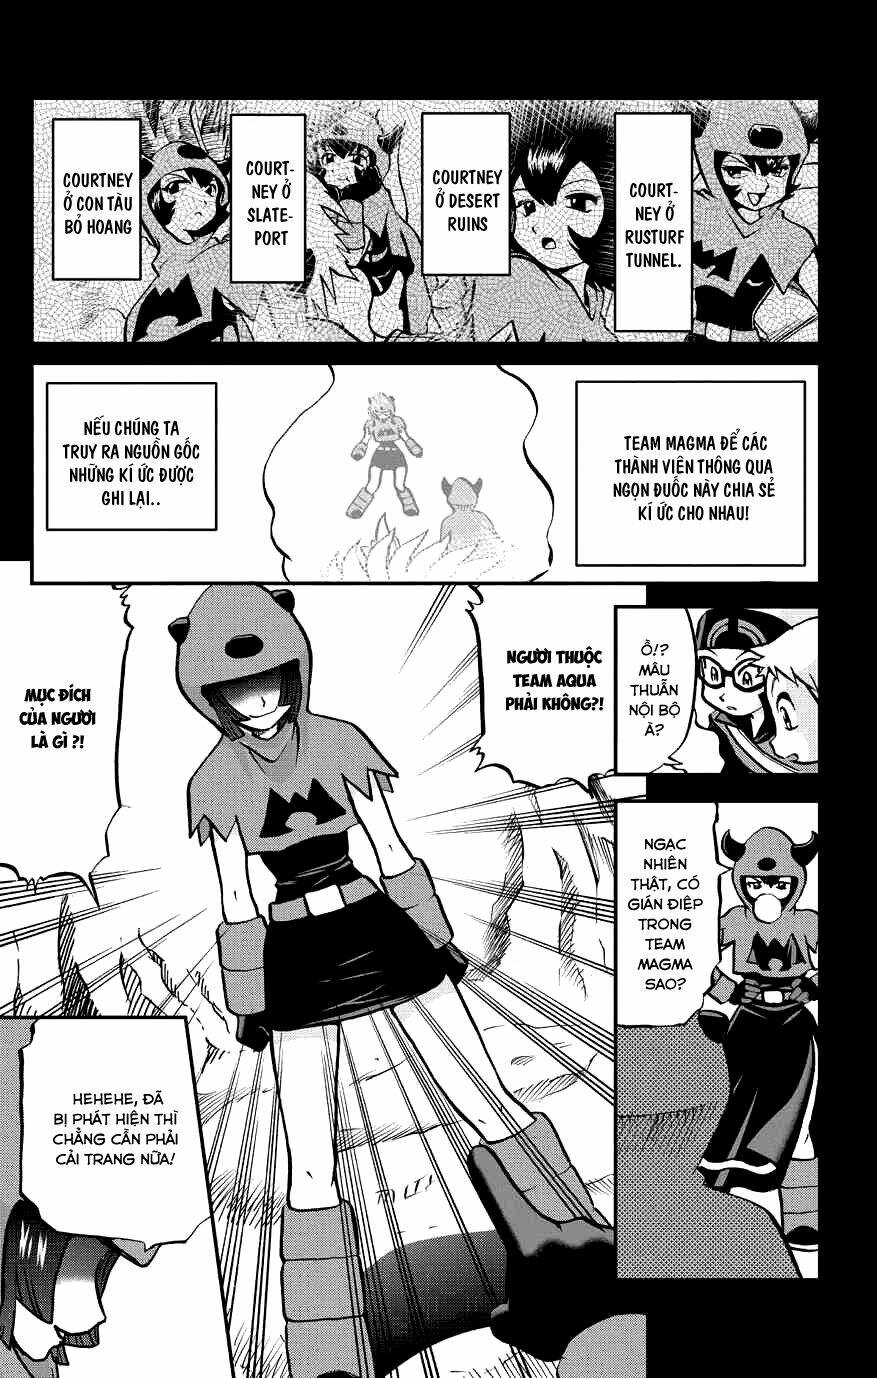 COURT-
NEY Ở
RUSTURF
TUNNEL.
COURTNEY
Ở DESERT
RUINS
COURT-
NEY Ở
SLATE-
PORT
COURTNEY
Ở CON TÀU
BỎ HOANG
TEAM MAGMA ĐỂ CÁC
THÀNH VIÊN THÔNG QUA
NGỌN ĐUỐC NÀY CHIA SẺ
KÍ ỨC CHO NHAU!
NẾU CHÚNG TA
TRUY RA NGUỒN GỐC
NHỮNG KÍ ỨC ĐƯỢC
GHI LẠI..
Ồ!?
MÂU
THUẪN
NỘI BỘ
À?
NGƯƠI THUỘC
TEAM AQUA
PHẢI KHÔNG?!
MỤC ĐÍCH
CỦA NGƯƠI
LÀ GÌ ?!
NGẠC
NHIÊN
THẬT, CÓ
GIÁN ĐIỆP
TRONG
TEAM
MAGMA
SAO?
HEHEHE, ĐÃ
BỊ PHÁT HIỆN THÌ
CHẲNG CẦN PHẢI
CẢI TRANG NỮA!